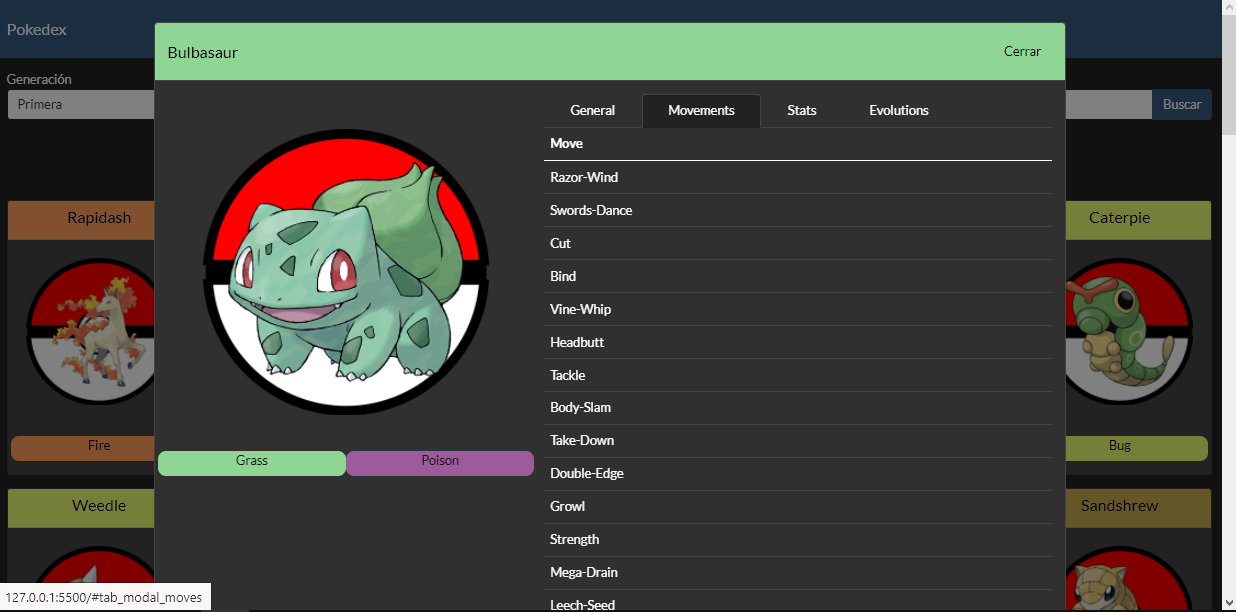 Pokedex
Bulbasaur
Cerrar
Generación
Primera
Buscar
General Movements Stats Evolutions
Move
Razor-Wind
Swords-Dance
Cut
Bind
Vine-Whip
Headbutt
Tackle
Body-Slam
Take-Down
Double-Edge
Growl
Strength
Mega-Drain
Leech-Seed
Grass
Poison
Rapidash
Fire
Weedle
Caterpie
Bug
Sandshrew
127.0.0.1:5500/#tab_modal_moves